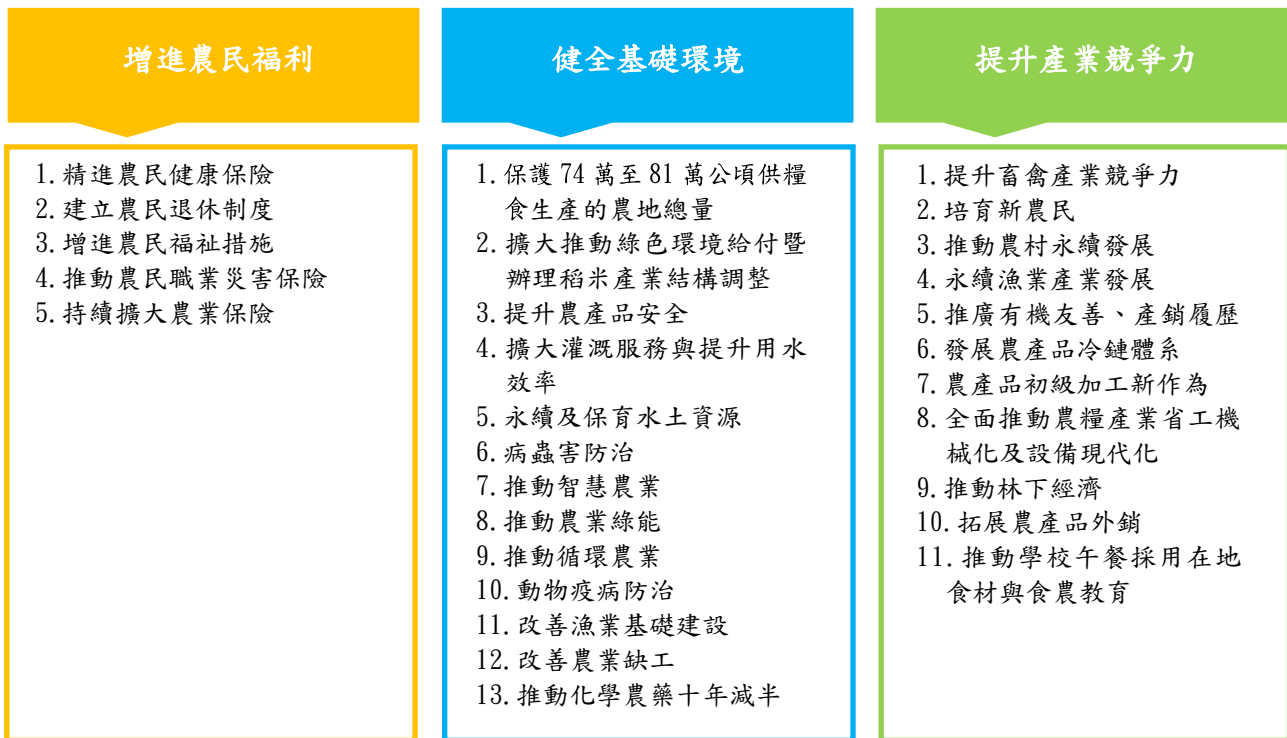 增進農民福利
1.精進農民健康保險
2.建立農民退休制度
3.增進農民福祉措施
4.推動農民職業災害保險
5.持續擴大農業保險
健全基礎環境
1.保護 74 萬至 81 萬公頃供糧
食生產的農地總量
2.擴大推動綠色環境給付暨
辦理稻米產業結構調整
3.提升農產品安全
4.擴大灌溉服務與提升用水
效率
5.永續及保育水土資源
6.病蟲害防治
7.推動智慧農業
8.推動農業綠能
9.推動循環農業
10.動物疫病防治
11.改善漁業基礎建設
12.改善農業缺工
13.推動化學農藥十年減半
提升產業競爭力
1.提升畜禽產業競爭力
2.培育新農民
3.推動農村永續發展
4.永續漁業產業發展
5.推廣有機友善、產銷履歷
6.發展農產品冷鏈體系
7.農產品初級加工新作為
8.全面推動農糧產業省工機
械化及設備現代化
9.推動林下經濟
10.拓展農產品外銷
11.推動學校午餐採用在地
食材與食農教育